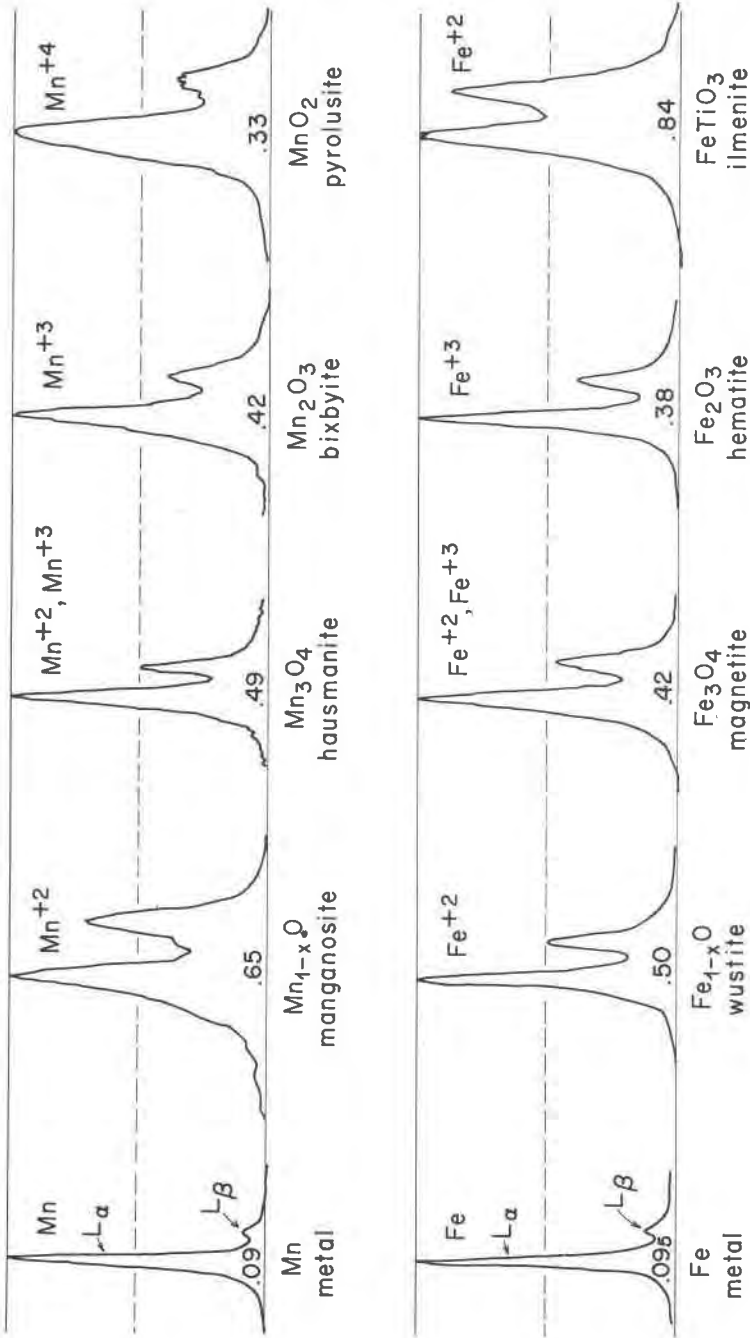 Mn
Lα
Lβ
.09
Mn
metal
Mn+2
.65
Mn1-xO
manganosite
Mn+2, Mn+3
.49
Mn3O4
hausmanite
Mn+3
.42
Mn2O3
bixbyite
Mn+4
.33
MnO2
pyrolusite
Fe
Lα
Lβ
.095
Fe
metal
Fe+2
.50
Fe1-xO
wustite
Fe+2, Fe+3
.42
Fe3O4
magnetite
Fe+3
.38
Fe2O3
hematite
Fe+2
.84
FeTiO3
ilmenite